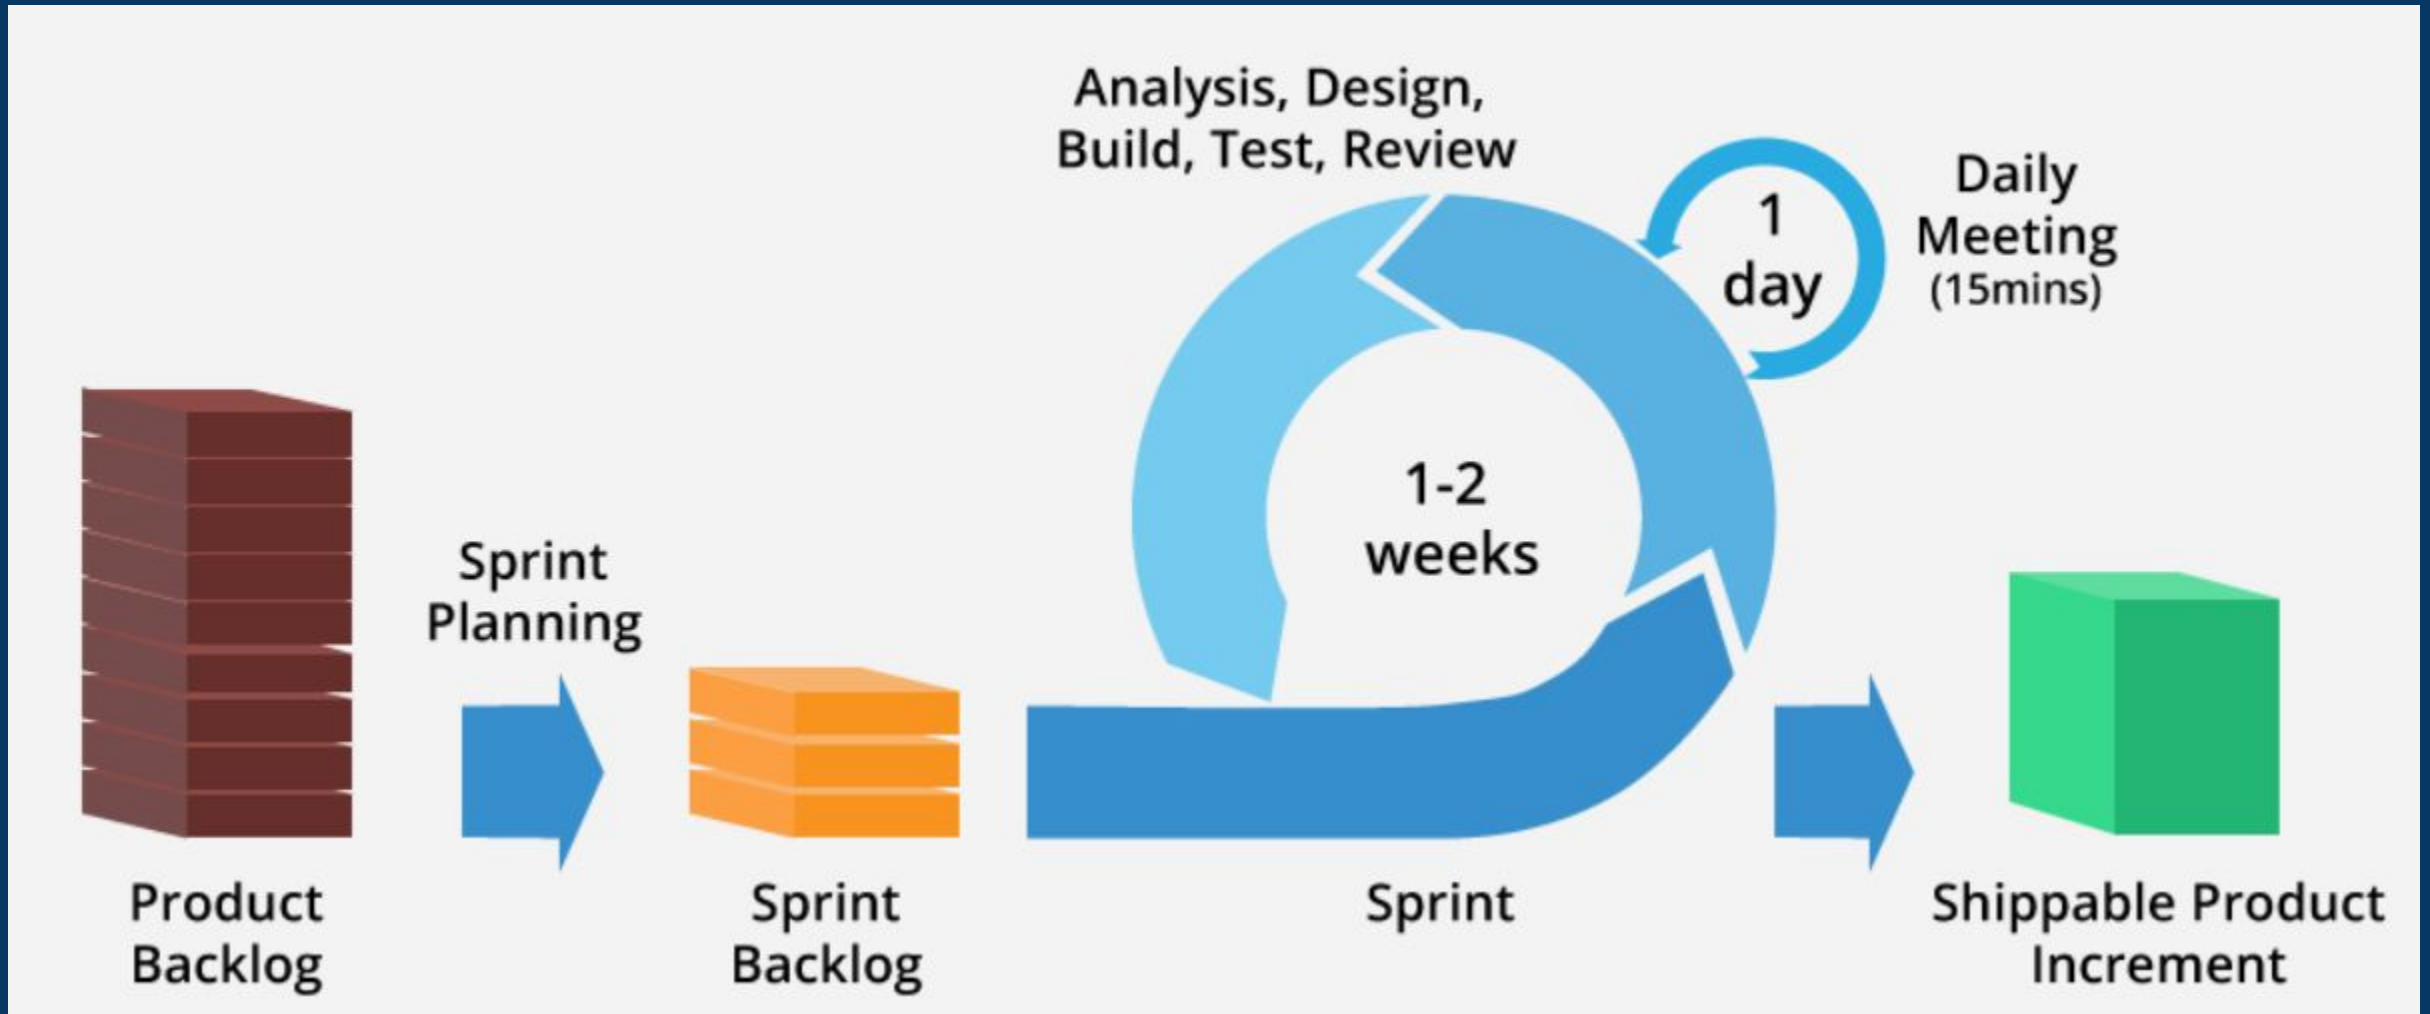 Analysis, Design,
Build, Test, Review
1
day
Daily
Meeting
(15mins)
1-2
weeks
Sprint
Planning
Product
Backlog
Sprint
Backlog
Sprint
Shippable Product
Increment